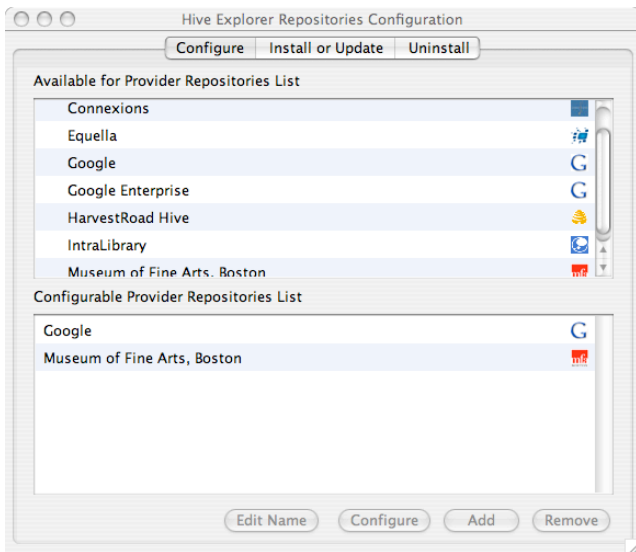 Hive Explorer Repositories Configuration
Configure Install or Update Uninstall
Available for Provider Repositories List
Connexions
Equella
Google G
Google Enterprise G
HarvestRoad Hive
IntraLibrary
Museum of Fine Arts, Boston mfa
Configurable Provider Repositories List
Google G
Museum of Fine Arts, Boston mfa
Edit Name Configure Add Remove